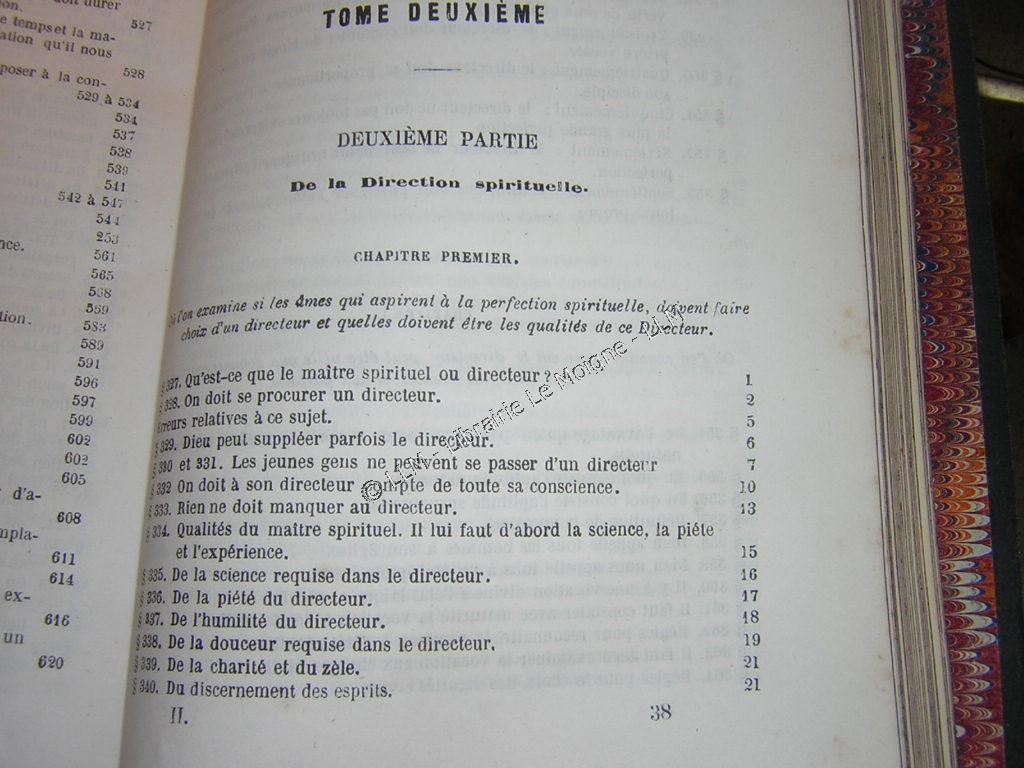 doit durer
on.
527
e temps et la ma-
ation qu'il nous
528
poser à la con-
529 à 534
534
537
538
539
541
542 à 547
544
253
nce.
561
565
568
569
tion.
583
589
591
596
597
599
602
602
605
t d'a-
608
mpla-
611
614
ex-
616
un
620
TOME DEUXIÈME
DEUXIÈME PARTIE
De la Direction spirituelle.
CHAPITRE PREMIER.
l'on examine si les âmes qui aspirent à la perfection spirituelle, doivent faire
choix d'un directeur et quelles doivent être les qualités de ce Directeur.
§ 327. Qu'est-ce que le maître spirituel ou directeur ? 1
§ 328. On doit se procurer un directeur. 2
Erreurs relatives à ce sujet. 5
§ 329. Dieu peut suppléer parfois le directeur. 6
§ 330 et 331. Les jeunes gens ne peuvent se passer d'un directeur 7
§ 332 On doit à son directeur compte de toute sa conscience. 10
§ 333. Rien ne doit manquer au directeur. 13
§ 334. Qualités du maître spirituel. Il lui faut d'abord la science, la piéte
et l'expérience. 15
§ 335. De la science requise dans le directeur. 16
§ 336. De la piété du directeur. 17
§ 337. De l'humilité du directeur. 18
§ 338. De la douceur requise dans le directeur. 19
§ 339. De la charité et du zèle. 21
§ 340. Du discernement des esprits. 21
II. 38
© LLM - Librairie Le Moigne - LLM